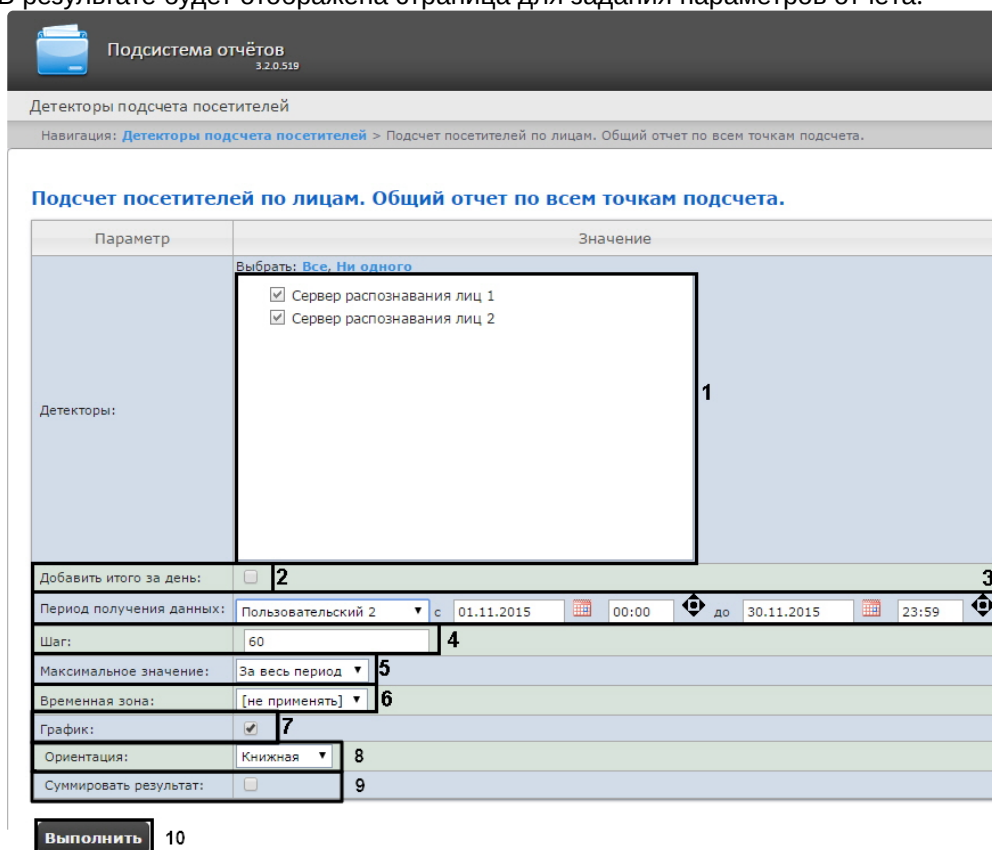 В результате будет отображена страница для задания параметров отчета.
Подсистема отчётов
3.2.0.519
Детекторы подсчета посетителей
Навигация: Детекторы подсчета посетителей > Подсчет посетителей по лицам. Общий отчет по всем точкам подсчета.
Подсчет посетителей по лицам. Общий отчет по всем точкам подсчета.
Параметр Значение
Выбрать: Все, Ни одного
Сервер распознавания лиц 1
Сервер распознавания лиц 2
1
Детекторы:
Добавить итого за день: 2 3
Период получения данных: Пользовательский 2 с 01.11.2015 00:00 до 30.11.2015 23:59
Шаг: 60 4
Максимальное значение: За весь период 5
Временная зона: [не применять] 6
График: 7
Ориентация: Книжная 8
Суммировать результат: 9
Выполнить 10